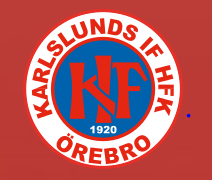 KARLSLUNDS IF HFK
KIF
1920
ÖREBRO